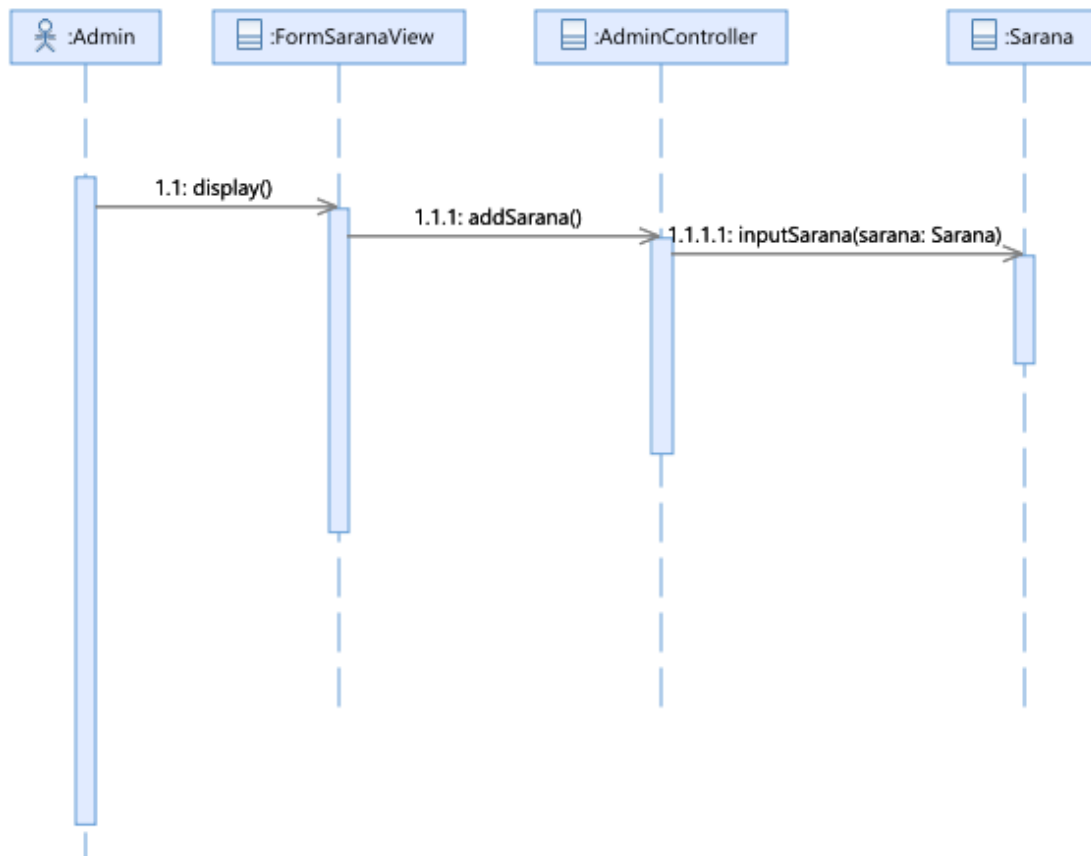 :Admin
:FormSaranaView
:AdminController
:Sarana
1.1: display()
1.1.1: addSarana()
1.1.1.1: inputSarana(sarana: Sarana)